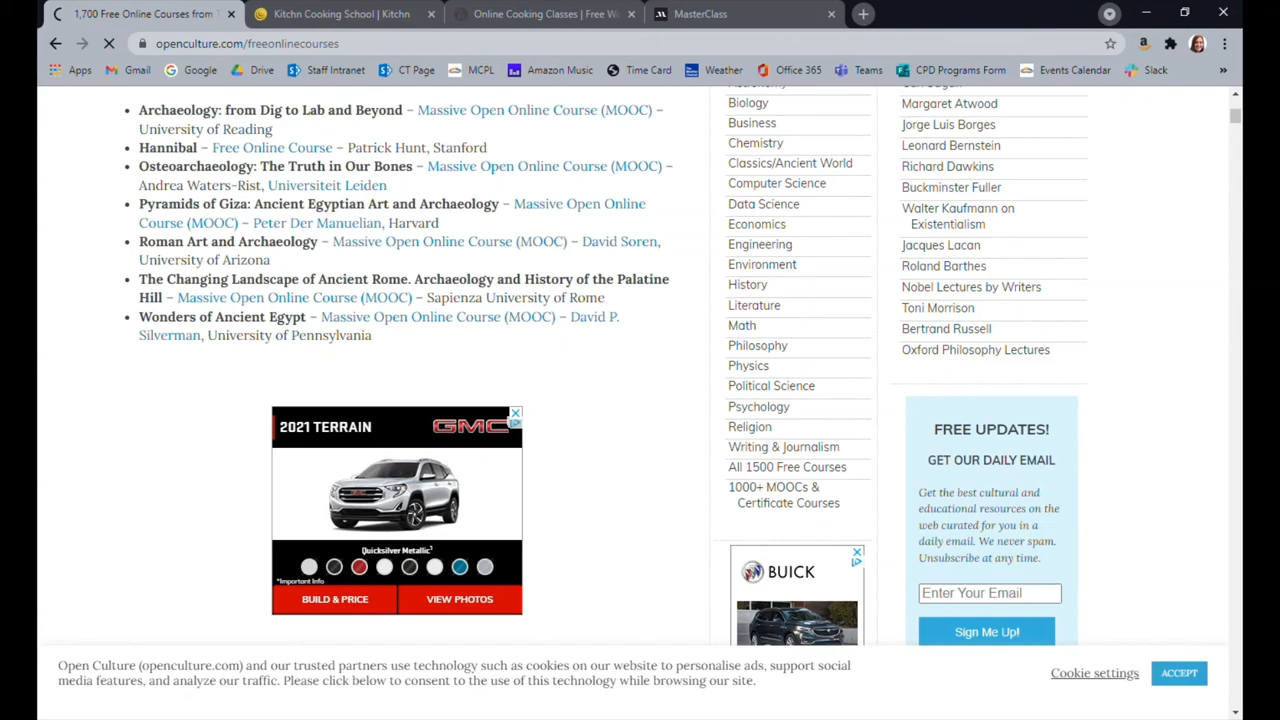 1,700 Free Online Courses from
Kitchn Cooking School | Kitchn
Online Cooking Classes | Free
MasterClass
openculture.com/freeonlinecourses
Apps
Gmail
Google
Drive
Staff Intranet
CT Page
MCPL
Amazon Music
Time Card
Weather
Office 365
Teams
CPD Programs Form
Events Calendar
Slack
Archaeology: from Dig to Lab and Beyond – Massive Open Online Course (MOOC) –
University of Reading
Hannibal – Free Online Course – Patrick Hunt, Stanford
Osteoarchaeology: The Truth in Our Bones – Massive Open Online Course (MOOC) –
Andrea Waters-Rist, Universiteit Leiden
Pyramids of Giza: Ancient Egyptian Art and Archaeology – Massive Open Online
Course (MOOC) – Peter Der Manuelian, Harvard
Roman Art and Archaeology – Massive Open Online Course (MOOC) – David Soren,
University of Arizona
The Changing Landscape of Ancient Rome. Archaeology and History of the Palatine
Hill – Massive Open Online Course (MOOC) – Sapienza University of Rome
Wonders of Ancient Egypt – Massive Open Online Course (MOOC) – David P.
Silverman, University of Pennsylvania
2021 TERRAIN
GMC
Quicksilver Metallic¹
*Important Info
BUILD & PRICE
VIEW PHOTOS
Biology
Business
Chemistry
Classics/Ancient World
Computer Science
Data Science
Economics
Engineering
Environment
History
Literature
Math
Philosophy
Physics
Political Science
Psychology
Religion
Writing & Journalism
All 1500 Free Courses
1000+ MOOCs &
Certificate Courses
BUICK
Margaret Atwood
Jorge Luis Borges
Leonard Bernstein
Richard Dawkins
Buckminster Fuller
Walter Kaufmann on
Existentialism
Jacques Lacan
Roland Barthes
Nobel Lectures by Writers
Toni Morrison
Bertrand Russell
Oxford Philosophy Lectures
FREE UPDATES!
GET OUR DAILY EMAIL
Get the best cultural and
educational resources on the
web curated for you in a
daily email. We never spam.
Unsubscribe at any time.
Enter Your Email
Sign Me Up!
Open Culture (openculture.com) and our trusted partners use technology such as cookies on our website to personalise ads, support social
media features, and analyze our traffic. Please click below to consent to the use of this technology while browsing our site.
Cookie settings
ACCEPT